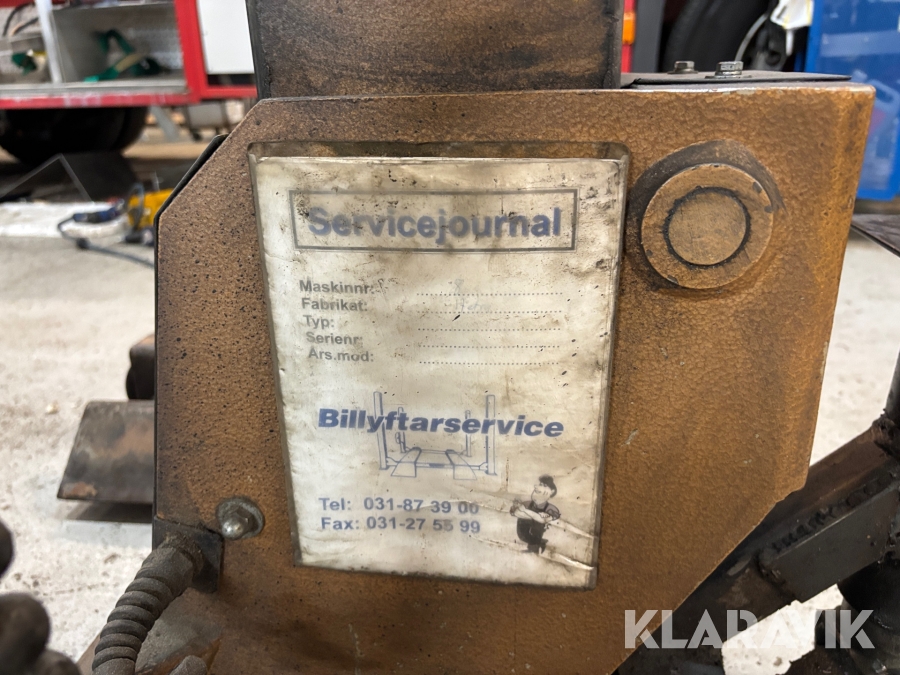 Servicejournal
Maskinnr:
Fabrikat:
Typ:
Serienr:
Års.mod:
Billyftarservice
Tel: 031-87 39 00
Fax: 031-27 55 99
KLARAVIK